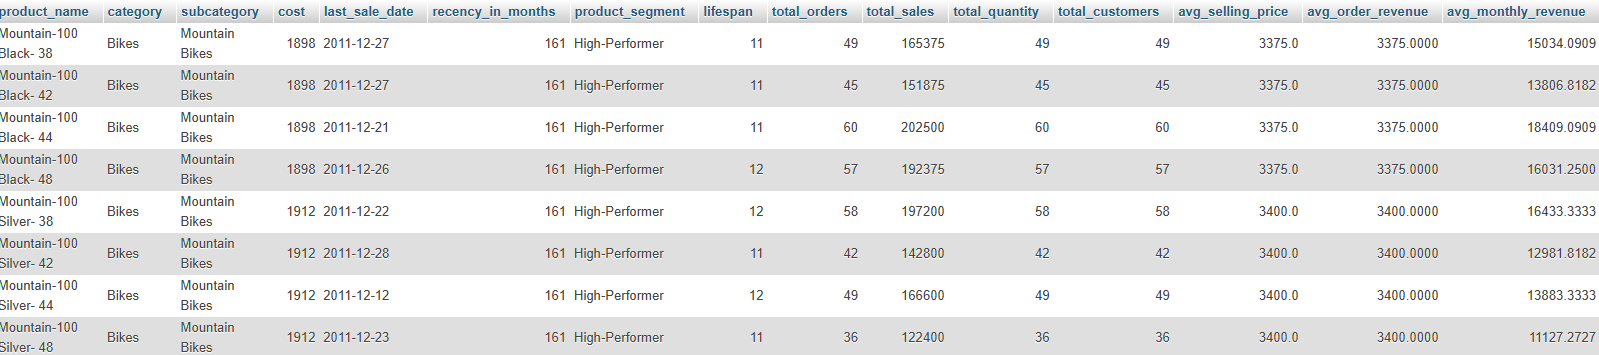 product_name category subcategory cost last_sale_date recency_in_months product_segment lifespan total_orders total_sales total_quantity total_customers avg_selling_price avg_order_revenue avg_monthly_revenue
Mountain-100 Black- 38 Bikes Mountain Bikes 1898 2011-12-27 161 High-Performer 11 49 165375 49 49 3375.0 3375.0000 15034.0909
Mountain-100 Black- 42 Bikes Mountain Bikes 1898 2011-12-27 161 High-Performer 11 45 151875 45 45 3375.0 3375.0000 13806.8182
Mountain-100 Black- 44 Bikes Mountain Bikes 1898 2011-12-21 161 High-Performer 11 60 202500 60 60 3375.0 3375.0000 18409.0909
Mountain-100 Black- 48 Bikes Mountain Bikes 1898 2011-12-26 161 High-Performer 12 57 192375 57 57 3375.0 3375.0000 16031.2500
Mountain-100 Silver- 38 Bikes Mountain Bikes 1912 2011-12-22 161 High-Performer 12 58 197200 58 58 3400.0 3400.0000 16433.3333
Mountain-100 Silver- 42 Bikes Mountain Bikes 1912 2011-12-28 161 High-Performer 11 42 142800 42 42 3400.0 3400.0000 12981.8182
Mountain-100 Silver- 44 Bikes Mountain Bikes 1912 2011-12-12 161 High-Performer 12 49 166600 49 49 3400.0 3400.0000 13883.3333
Mountain-100 Silver- 48 Bikes Mountain Bikes 1912 2011-12-23 161 High-Performer 11 36 122400 36 36 3400.0 3400.0000 11127.2727